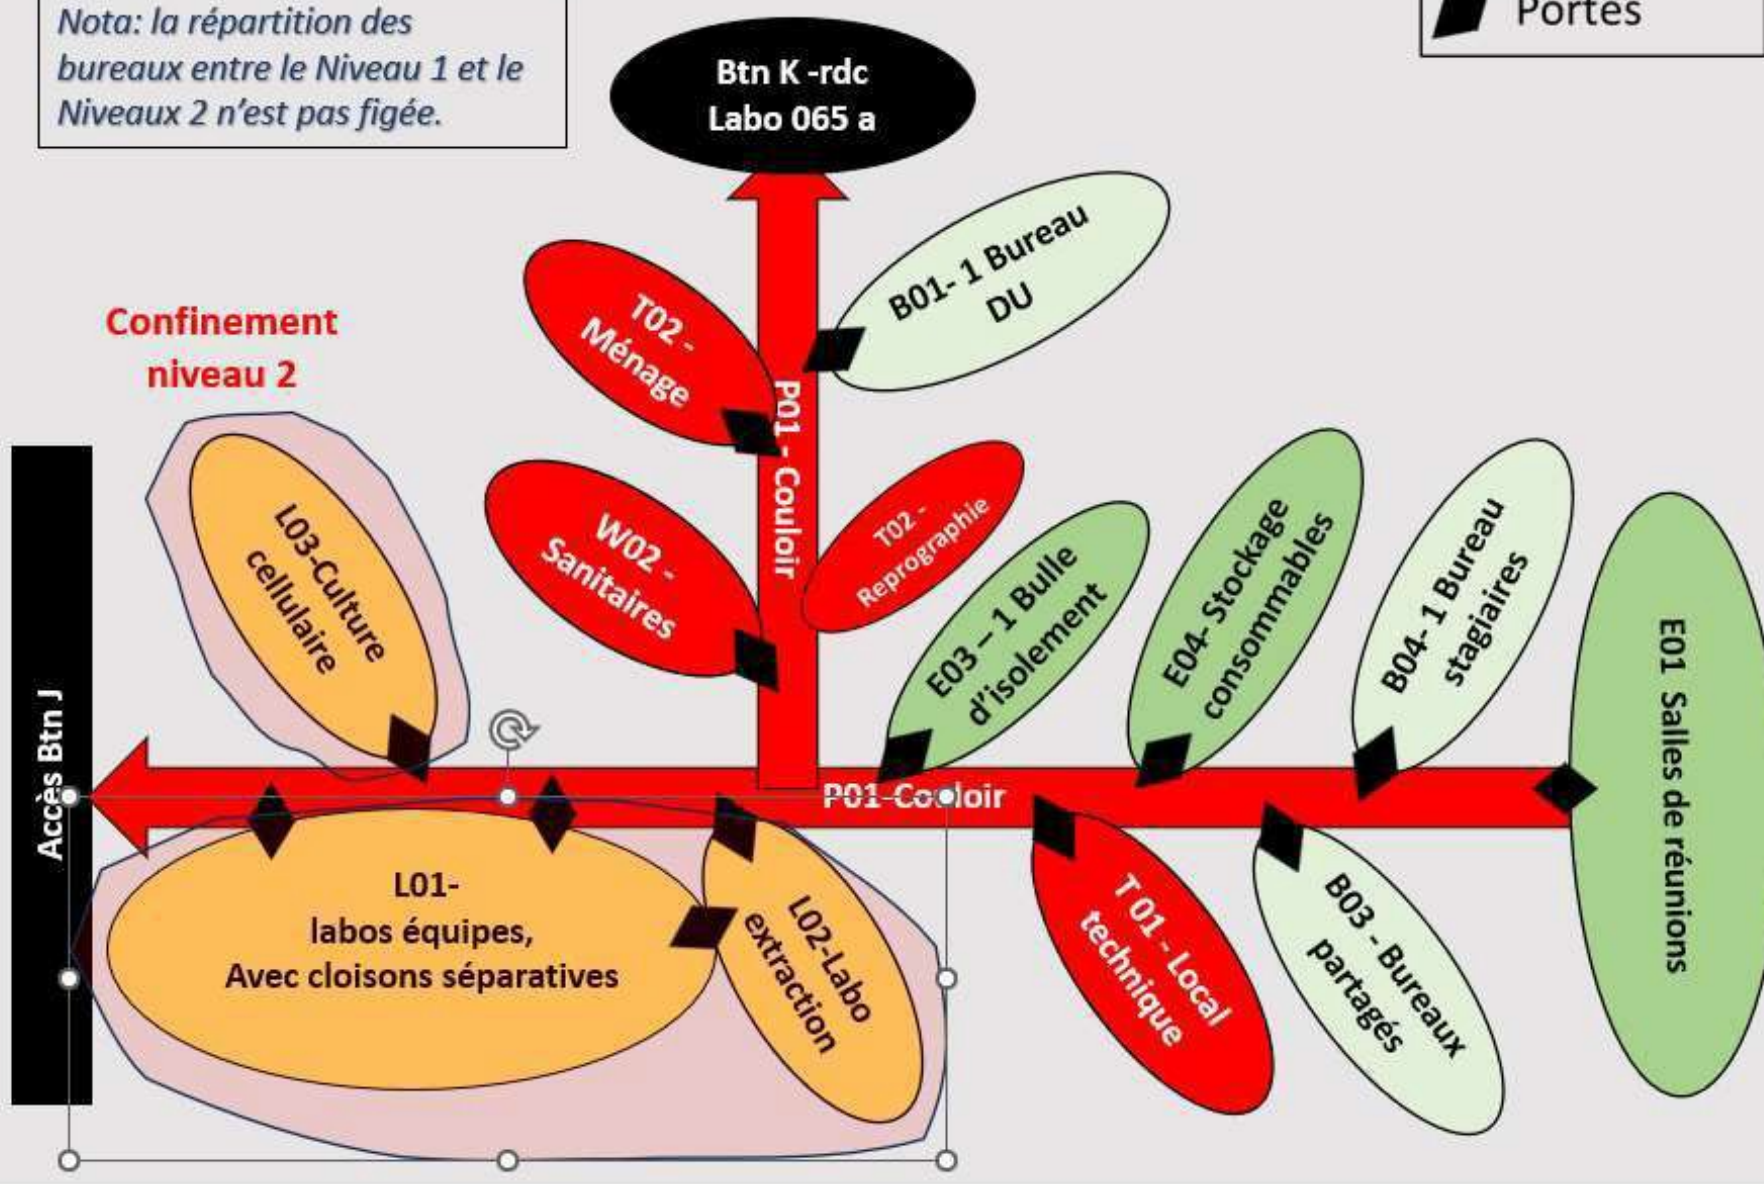 Nota: la répartition des
bureaux entre le Niveau 1 et le
Niveaux 2 n'est pas figée.
Portes
Btn K -rdc
Labo 065 a
B01- 1 Bureau
DU
T02 -
Ménage
Confinement
niveau 2
P01 - Couloir
L03-Culture
cellulaire
W02 -
Sanitaires
T02 -
Reprographie
E03 – 1 Bulle
d'isolement
E04- Stockage
consommables
B04- 1 Bureau
stagiaires
E01 Salles de réunions
Accès Btn J
P01-Couloir
L01-
labos équipes,
Avec cloisons séparatives
L02-Labo
extraction
T 01 - Local
technique
B03 - Bureaux
partagés